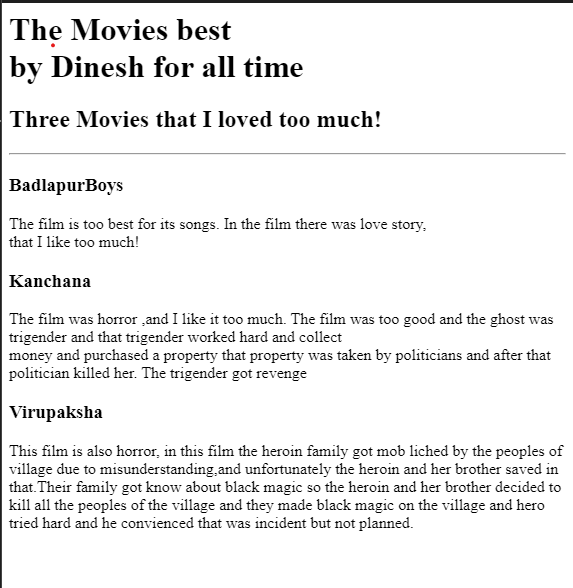 The Movies best
by Dinesh for all time
Three Movies that I loved too much!
BadlapurBoys
The film is too best for its songs. In the film there was love story,
that I like too much!
Kanchana
The film was horror ,and I like it too much. The film was too good and the ghost was
trigender and that trigender worked hard and collect
money and purchased a property that property was taken by politicians and after that
politician killed her. The trigender got revenge
Virupaksha
This film is also horror, in this film the heroin family got mob liched by the peoples of
village due to misunderstanding,and unfortunately the heroin and her brother saved in
that.Their family got know about black magic so the heroin and her brother decided to
kill all the peoples of the village and they made black magic on the village and hero
tried hard and he convienced that was incident but not planned.